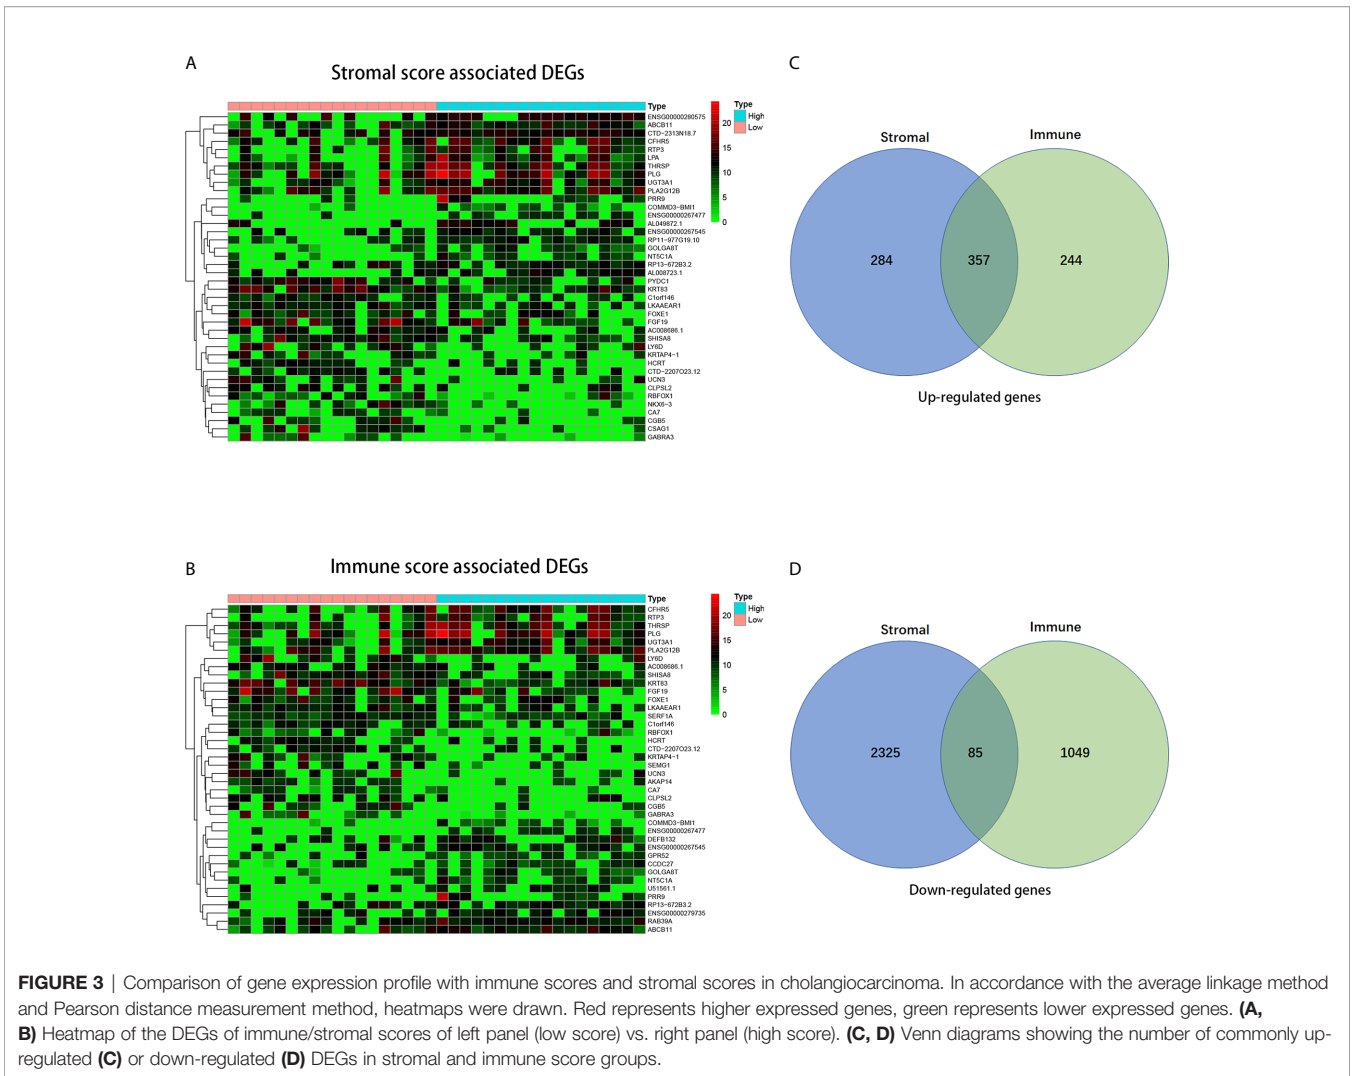 A
Stromal score associated DEGs
Type
ENSG00000280575
ABCB11
CTD-2313N18.7
CFHR5
RTP3
LPA
THRSP
PLG
UGT3A1
PLA2G12B
PRR9
COMMD3-BMI1
ENSG00000267477
AL049872.1
ENSG00000267545
RP11-977G19.10
GOLGA8T
NT5C1A
RP13-672B3.2
AL008723.1
PYDC1
KRT83
C1orf146
LKAAEAR1
FOXE1
FGF19
AC008686.1
SHISA8
LY6D
KRTAP4-1
HCRT
CTD-2207O23.12
UCN3
CLPSL2
RBFOX1
NKX6-3
CA7
CGB5
CSAG1
GABRA3
20
15
10
5
0
Type
High
Low
C
Stromal
Immune
284
357
244
Up-regulated genes
B
Immune score associated DEGs
Type
CFHR5
RTP3
THRSP
PLG
UGT3A1
PLA2G12B
LY6D
AC008686.1
SHISA8
KRT83
FGF19
FOXE1
LKAAEAR1
SERF1A
C1orf146
RBFOX1
HCRT
CTD-2207O23.12
KRTAP4-1
SEMG1
UCN3
AKAP14
CA7
CLPSL2
CGB5
GABRA3
COMMD3-BMI1
ENSG00000267477
DEFB132
ENSG00000267545
GPR52
CCDC27
GOLGA8T
NT5C1A
U51561.1
PRR9
RP13-672B3.2
ENSG00000279735
RAB39A
ABCB11
20
15
10
5
0
Type
High
Low
D
Stromal
Immune
2325
85
1049
Down-regulated genes
FIGURE 3 | Comparison of gene expression profile with immune scores and stromal scores in cholangiocarcinoma. In accordance with the average linkage method
and Pearson distance measurement method, heatmaps were drawn. Red represents higher expressed genes, green represents lower expressed genes. (A,
B) Heatmap of the DEGs of immune/stromal scores of left panel (low score) vs. right panel (high score). (C, D) Venn diagrams showing the number of commonly up-
regulated (C) or down-regulated (D) DEGs in stromal and immune score groups.